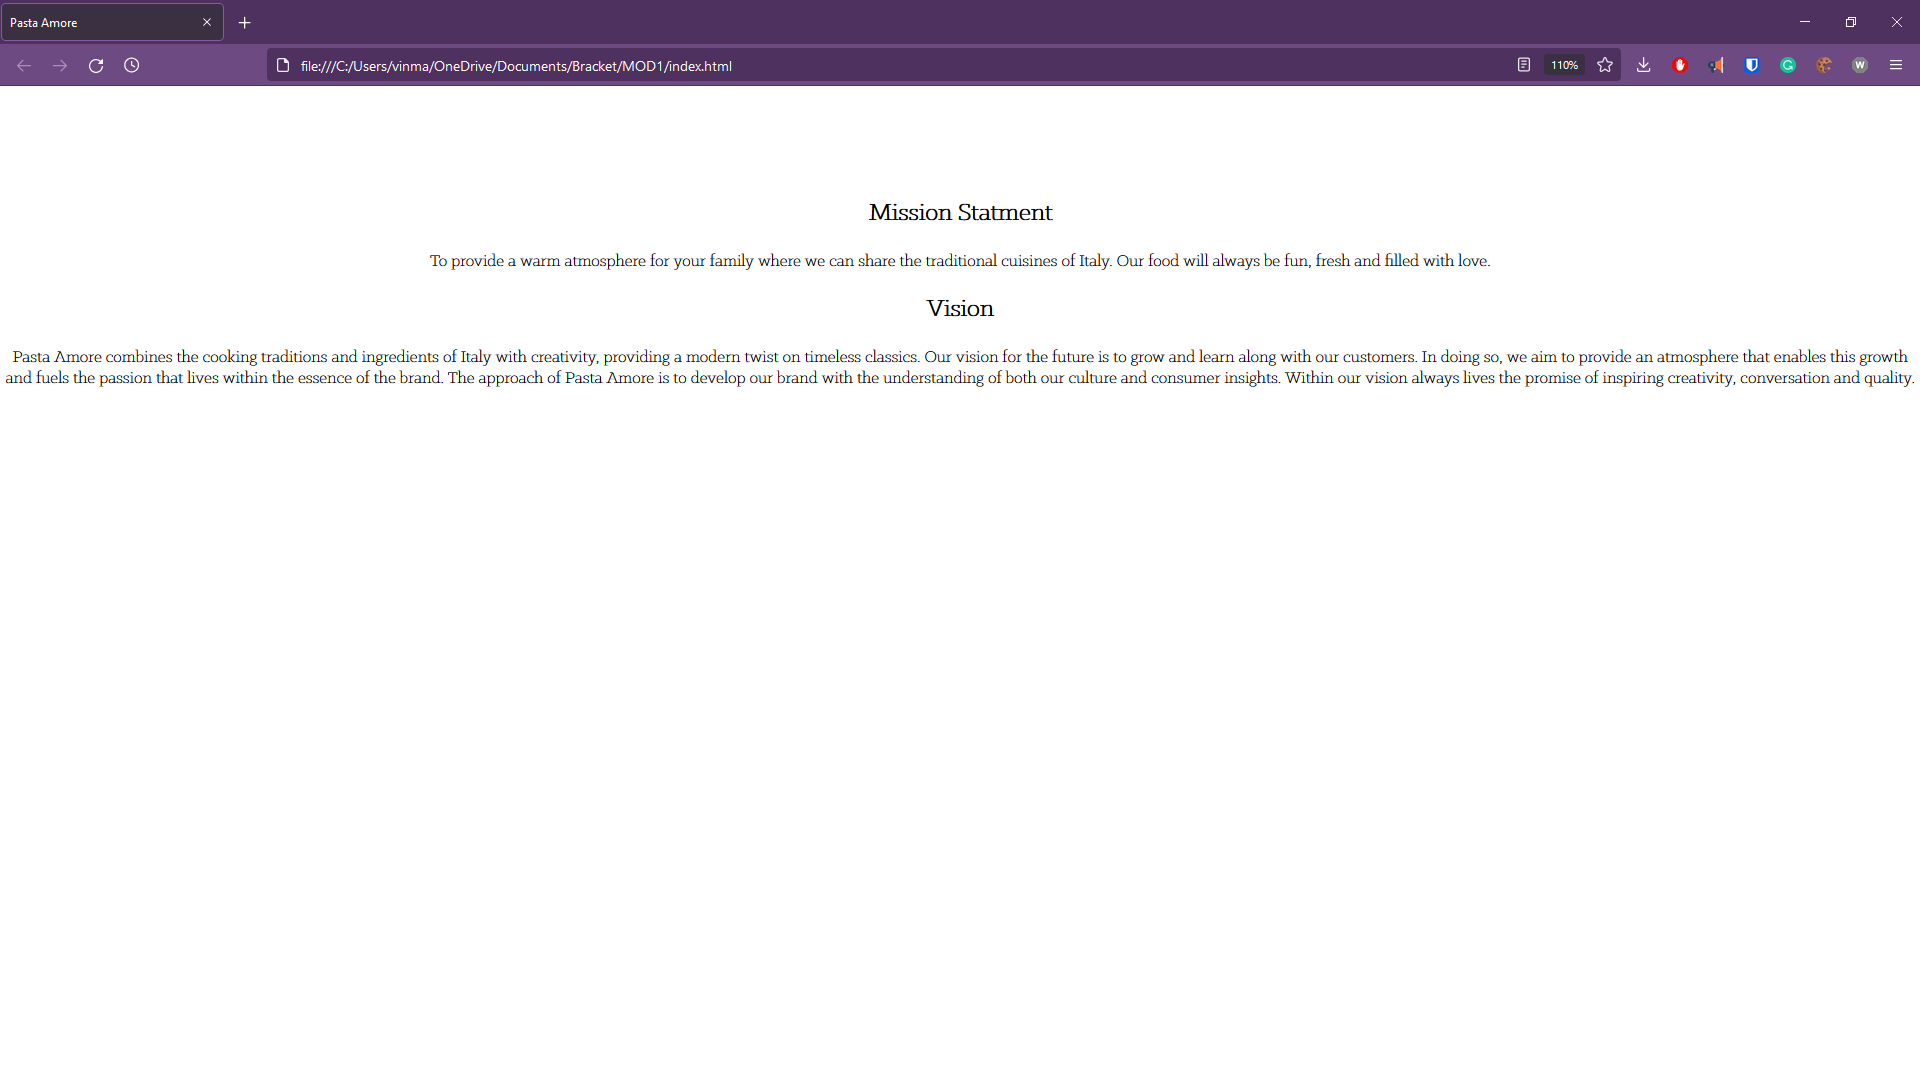 Pasta Amore
file:///C:/Users/vinma/OneDrive/Documents/Bracket/MOD1/index.html
110%
W
Mission Statment
To provide a warm atmosphere for your family where we can share the traditional cuisines of Italy. Our food will always be fun, fresh and filled with love.
Vision
Pasta Amore combines the cooking traditions and ingredients of Italy with creativity, providing a modern twist on timeless classics. Our vision for the future is to grow and learn along with our customers. In doing so, we aim to provide an atmosphere that enables this growth
and fuels the passion that lives within the essence of the brand. The approach of Pasta Amore is to develop our brand with the understanding of both our culture and consumer insights. Within our vision always lives the promise of inspiring creativity, conversation and quality.